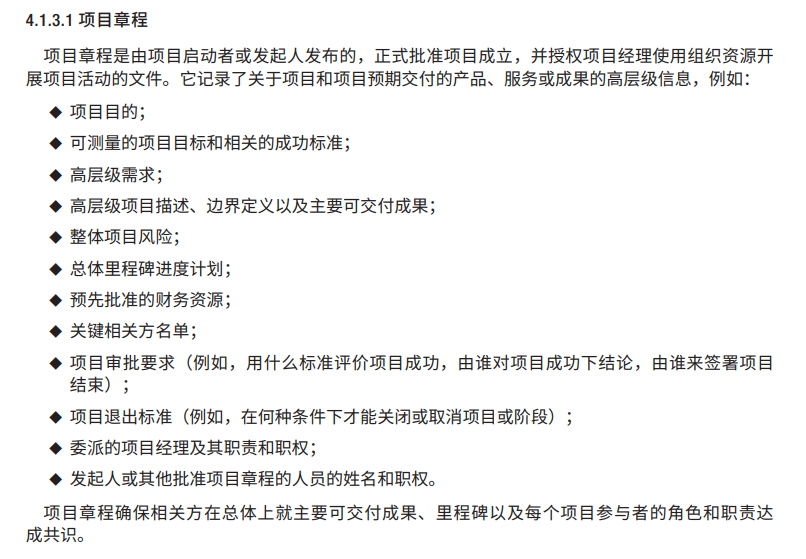 4.1.3.1 项目章程
项目章程是由项目启动者或发起人发布的，正式批准项目成立，并授权项目经理使用组织资源开
展项目活动的文件。它记录了关于项目和项目预期交付的产品、服务或成果的高层级信息，例如：
◆ 项目目的；
◆ 可测量的项目目标和相关的成功标准；
◆ 高层级需求；
◆ 高层级项目描述、边界定义以及主要可交付成果；
◆ 整体项目风险；
◆ 总体里程碑进度计划；
◆ 预先批准的财务资源；
◆ 关键相关方名单；
◆ 项目审批要求（例如，用什么标准评价项目成功，由谁对项目成功下结论，由谁来签署项目
结束）；
◆ 项目退出标准（例如，在何种条件下才能关闭或取消项目或阶段）；
◆ 委派的项目经理及其职责和职权；
◆ 发起人或其他批准项目章程的人员的姓名和职权。
项目章程确保相关方在总体上就主要可交付成果、里程碑以及每个项目参与者的角色和职责达
成共识。